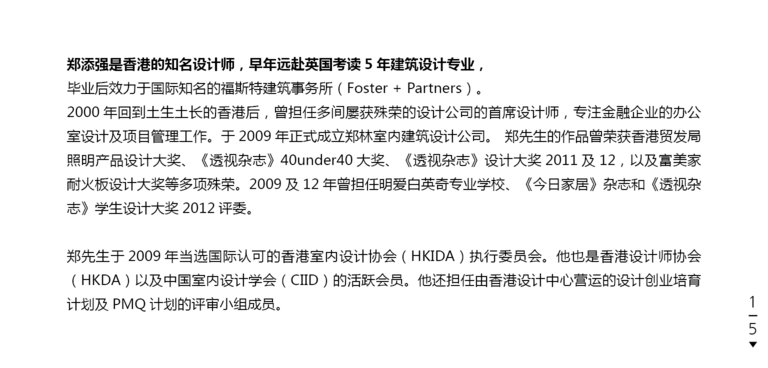 郑添强是香港的知名设计师，早年远赴英国考读 5 年建筑设计专业，
毕业后效力于国际知名的福斯特建筑事务所（Foster + Partners）。
2000 年回到土生土长的香港后，曾担任多间屡获殊荣的设计公司的首席设计师，专注金融企业的办公
室设计及项目管理工作。于 2009 年正式成立郑林室内建筑设计公司。 郑先生的作品曾荣获香港贸发局
照明产品设计大奖、《透视杂志》40under40 大奖、《透视杂志》设计大奖 2011 及 12，以及富美家
耐火板设计大奖等多项殊荣。2009 及 12 年曾担任明爱白英奇专业学校、《今日家居》杂志和《透视杂
志》学生设计大奖 2012 评委。
郑先生于 2009 年当选国际认可的香港室内设计协会（HKIDA）执行委员会。他也是香港设计师协会
（HKDA）以及中国室内设计学会（CIID）的活跃会员。他还担任由香港设计中心营运的设计创业培育
计划及 PMQ 计划的评审小组成员。
1
5